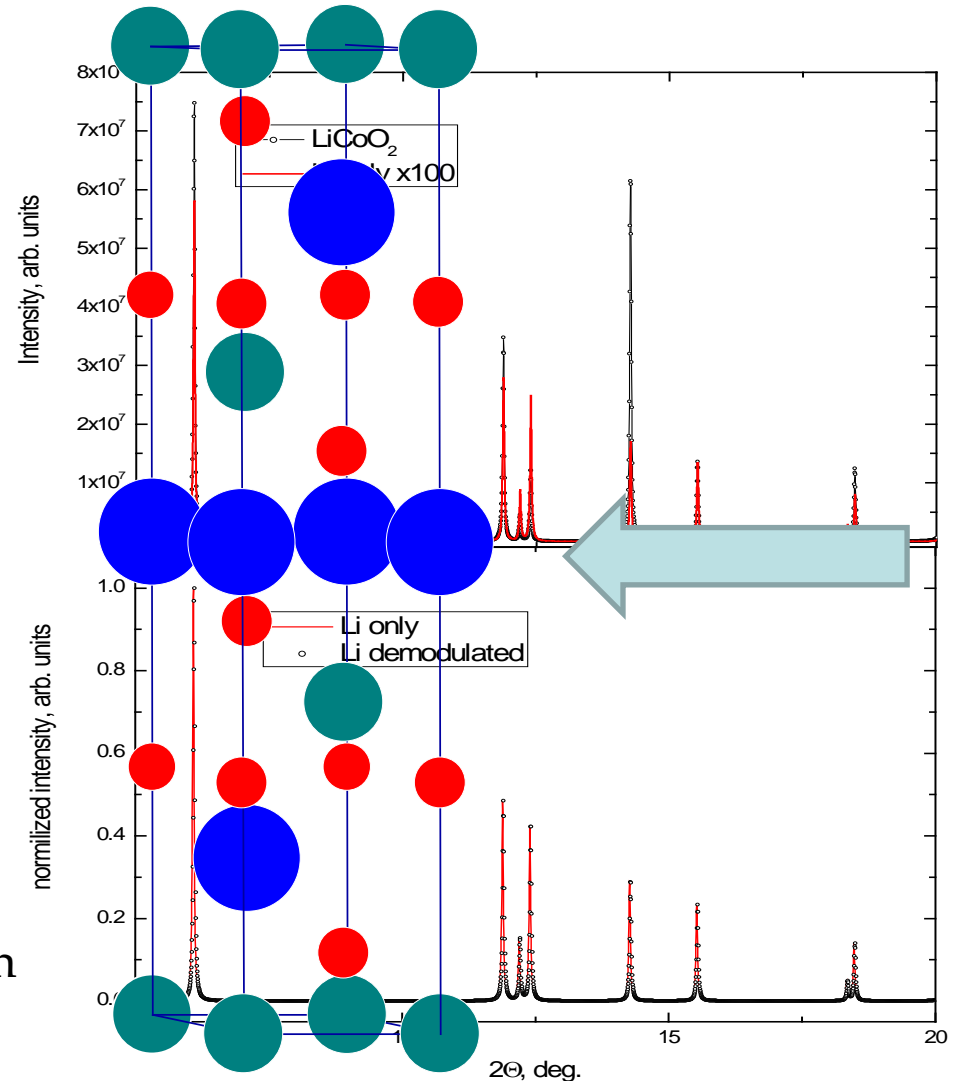 8x10
7x10⁷
6x10⁷
5x10⁷
4x10⁷
3x10⁷
2x10⁷
1x10⁷
Intensity, arb. units
LiCoO₂
x100
1.0
0.8
0.6
0.4
0.2
normilized intensity, arb. units
Li only
Li demodulated
15
20
2Θ, deg.